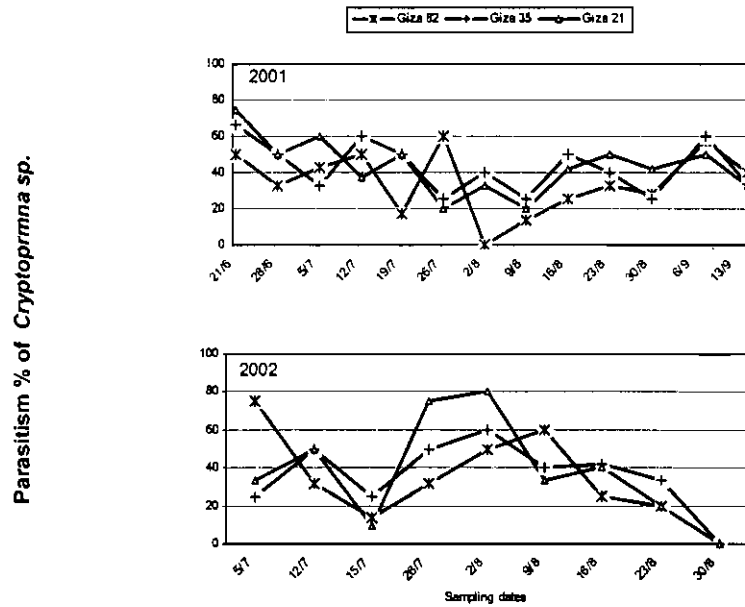 Giza 82 Giza 35 Giza 21
Parasitism % of Cryptoprmna sp.
2001
100
80
60
40
20
0
21/6 28/6 5/7 12/7 19/7 26/7 2/8 9/8 16/8 23/8 30/8 6/9 13/9
2002
100
80
60
40
20
0
5/7 12/7 15/7 26/7 2/8 9/8 16/8 23/8 30/8
Sampling dates